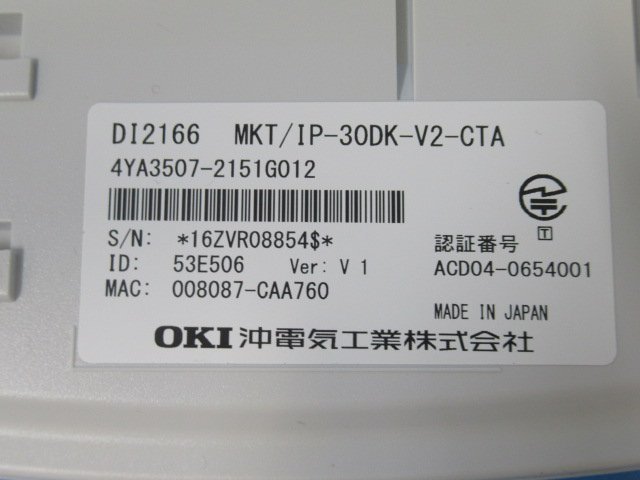 DI2166 MKT/IP-30DK-V2-CTA
4YA3507-2151G012
S/N: *16ZVR08854$*
ID: 53E506 Ver: V 1
MAC: 008087-CAA760
T
認証番号
ACD04-0654001
MADE IN JAPAN
OKI 沖電気工業株式会社